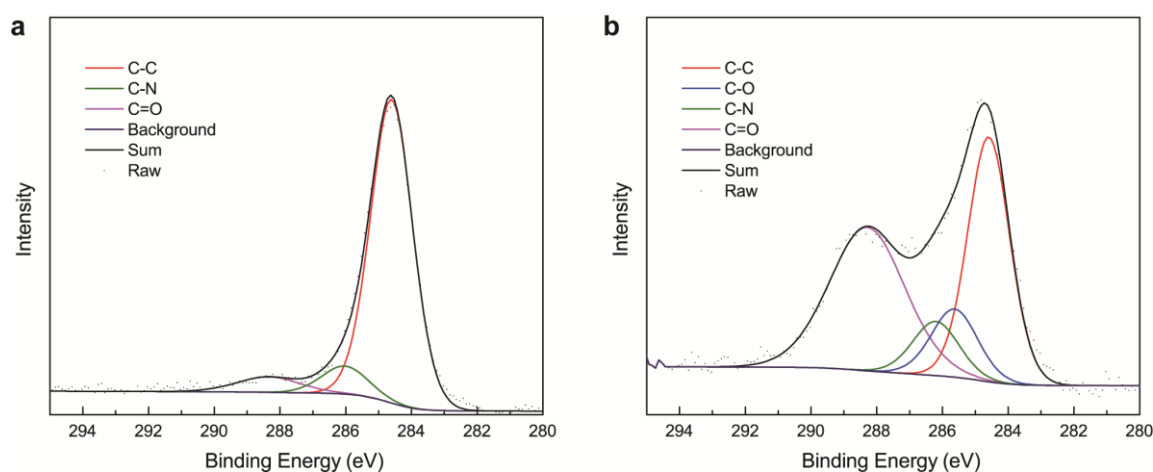 a
C-C
C-N
C=O
Background
Sum
Raw
Intensity
294 292 290 288 286 284 282 280
Binding Energy (eV)
b
C-C
C-O
C-N
C=O
Background
Sum
Raw
Intensity
294 292 290 288 286 284 282 280
Binding Energy (eV)